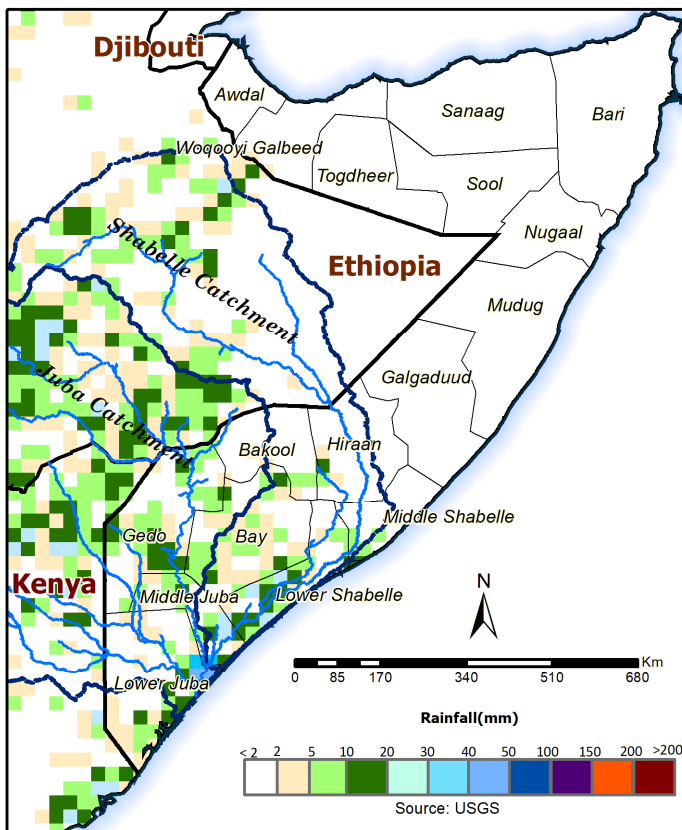 Djibouti
Awdal
Sanaag
Bari
Woqooyi Galbeed
Togdheer
Sool
Nugaal
Shabelle Catchment
Ethiopia
Mudug
Galgaduud
Juba Catchment
Bakool
Hiraan
Middle Shabelle
Gedo
Bay
Kenya
Middle Juba
Lower Shabelle
N
Lower Juba
Km
0 85 170 340 510 680
Rainfall(mm)
< 2 2 5 10 20 30 40 50 100 150 200 >200
Source: USGS